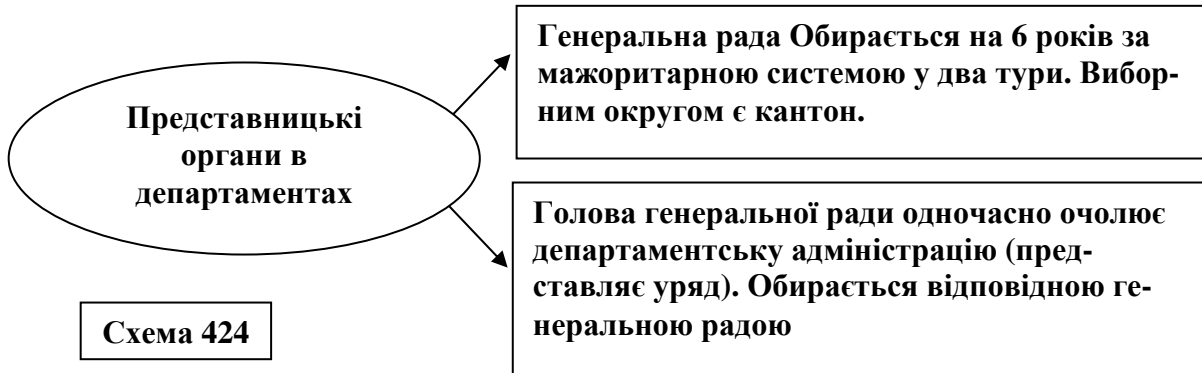 Представницькі
органи в
департаментах
Генеральна рада Обирається на 6 років за
мажоритарною системою у два тури. Вибор-
ним округом є кантон.
Голова генеральної ради одночасно очолює
департаментську адміністрацію (пред-
ставляє уряд). Обирається відповідною ге-
неральною радою
Схема 424